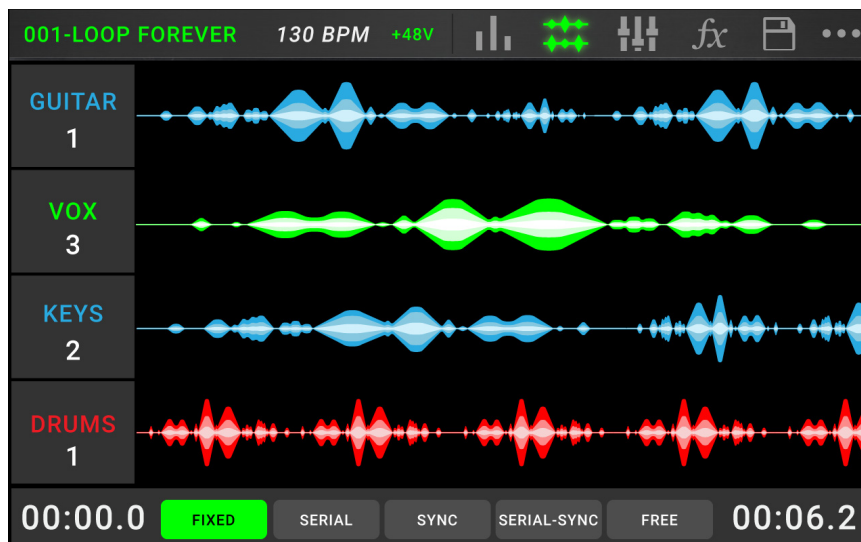 001-LOOP FOREVER 130 BPM +48V fx
GUITAR
1
VOX
3
KEYS
2
DRUMS
1
00:00.0 FIXED SERIAL SYNC SERIAL-SYNC FREE 00:06.2